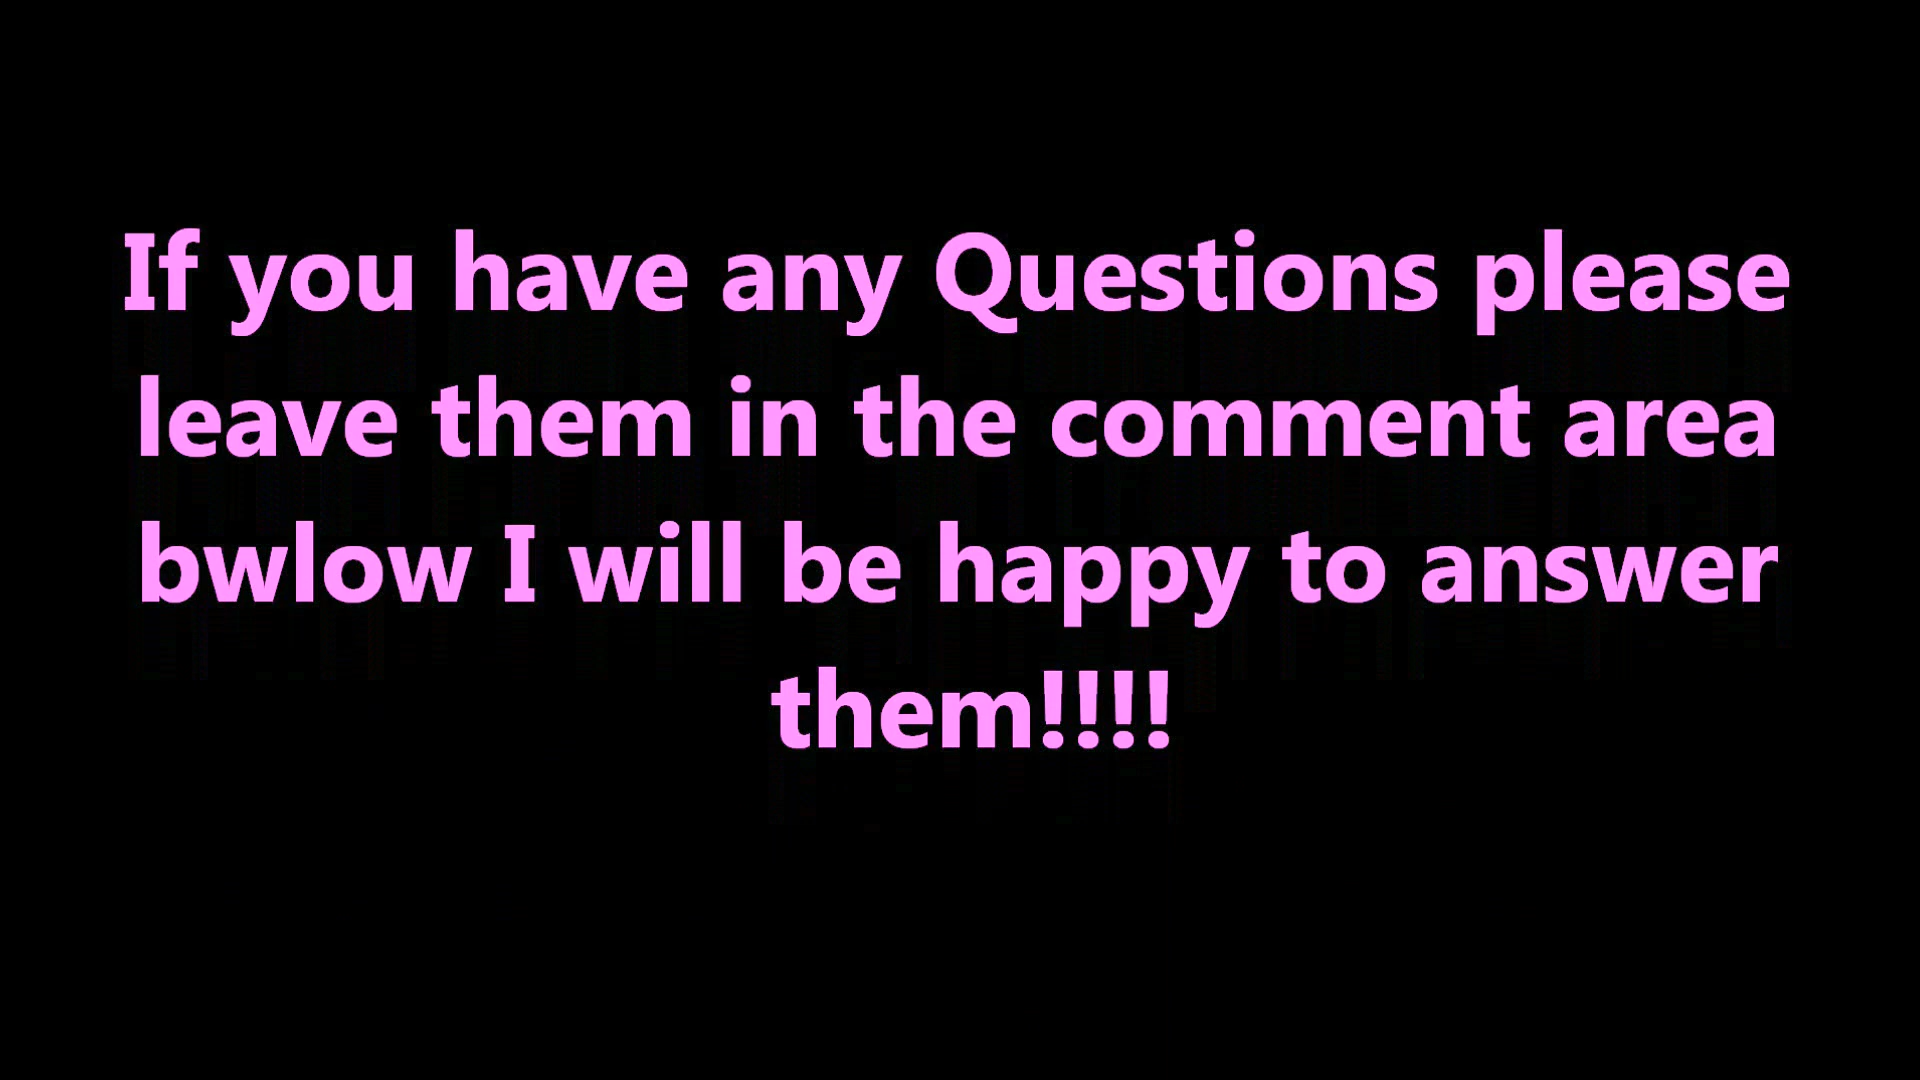 If you have any Questions please
leave them in the comment area
bwlow I will be happy to answer
them!!!!